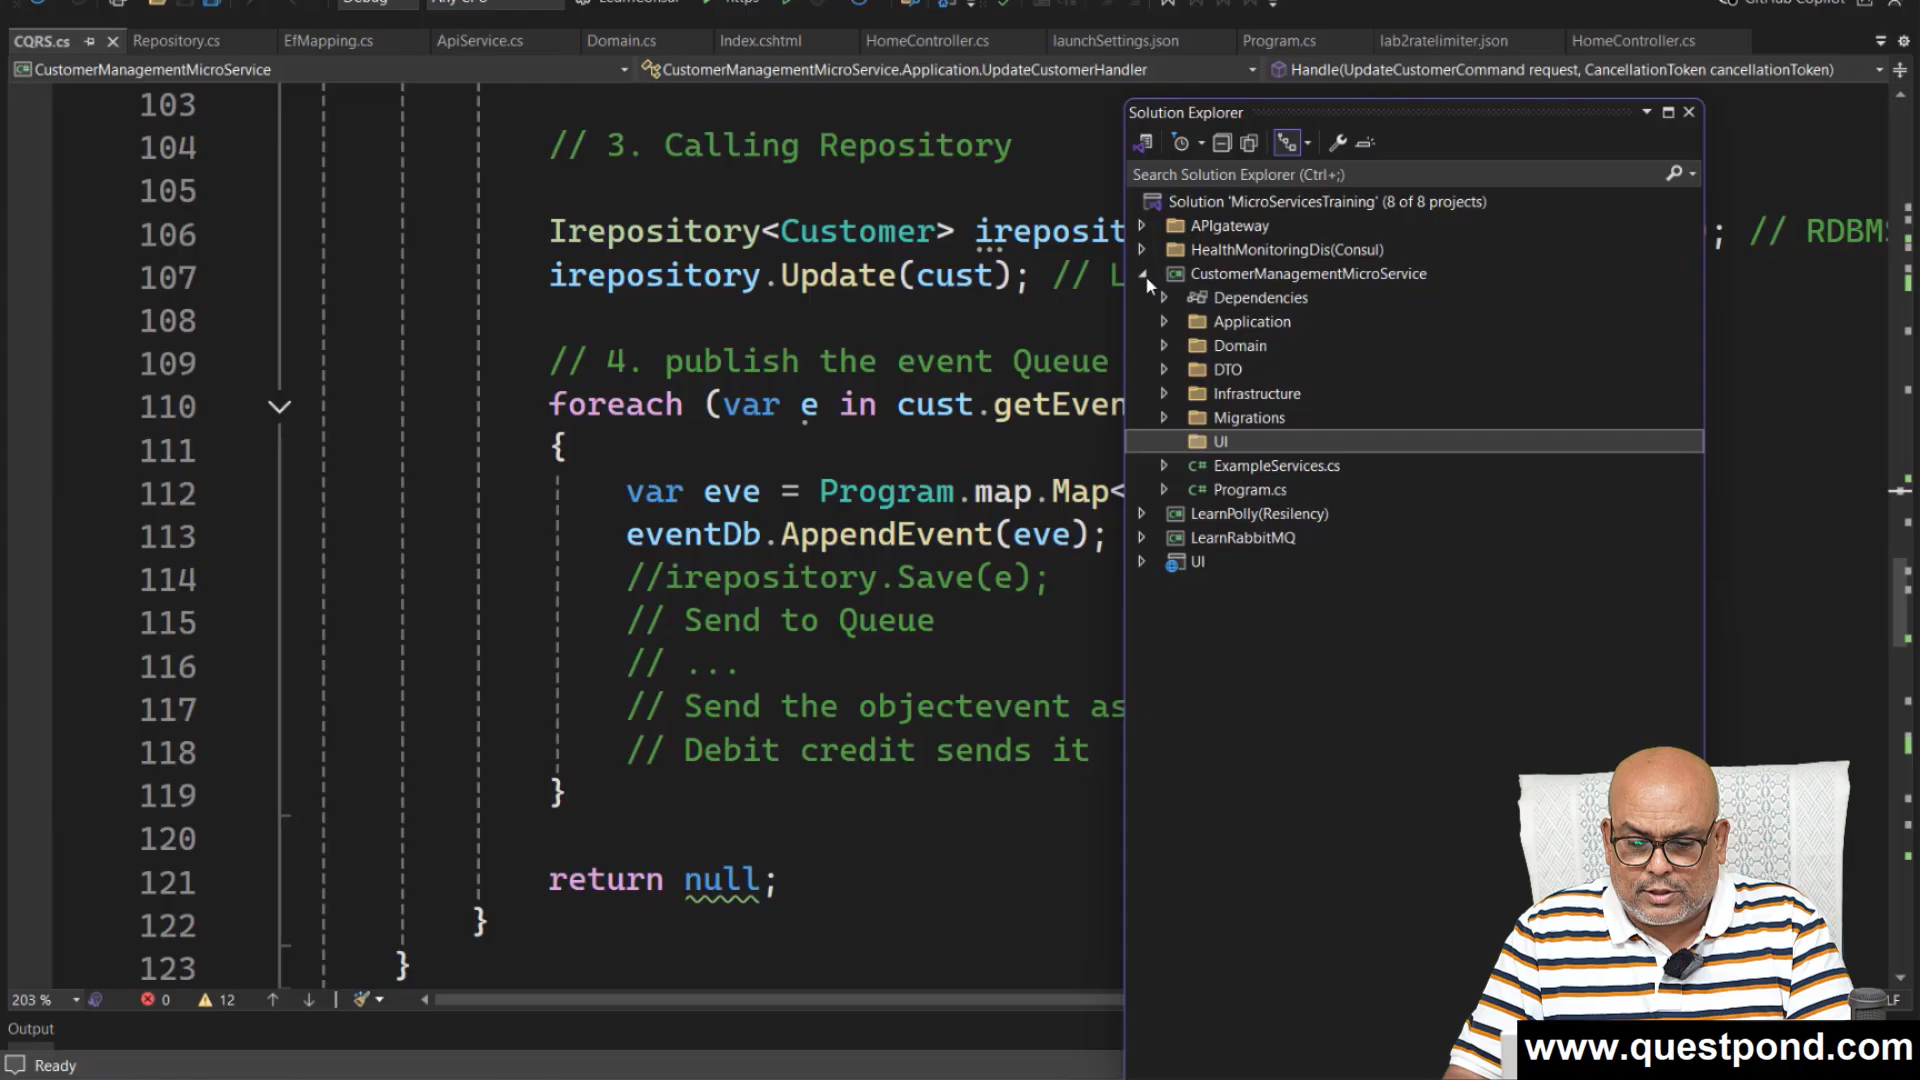 CQRS.cs
Repository.cs
EfMapping.cs
ApiService.cs
Domain.cs
Index.cshtml
HomeController.cs
launchSettings.json
Program.cs
lab2ratelimiter.json
HomeController.cs
CustomerManagementMicroService
CustomerManagementMicroService.Application.UpdateCustomerHandler
Handle(UpdateCustomerCommand request, CancellationToken cancellationToken)
103
104 // 3. Calling Repository
105
106 Irepository<Customer> ireposit ; // RDBMS
107 irepository.Update(cust); // L
108
109 // 4. publish the event Queue
110 foreach (var e in cust.getEven
111 {
112 var eve = Program.map.Map<
113 eventDb.AppendEvent(eve);
114 //irepository.Save(e);
115 // Send to Queue
116 // ...
117 // Send the objectevent as
118 // Debit credit sends it
119 }
120
121 return null;
122 }
123 }
Solution Explorer
Search Solution Explorer (Ctrl+;)
Solution 'MicroServicesTraining' (8 of 8 projects)
APIgateway
HealthMonitoringDis(Consul)
CustomerManagementMicroService
Dependencies
Application
Domain
DTO
Infrastructure
Migrations
UI
C# ExampleServices.cs
C# Program.cs
LearnPolly(Resilency)
LearnRabbitMQ
UI
203 %
0
12
LF
Output
Ready
www.questpond.com